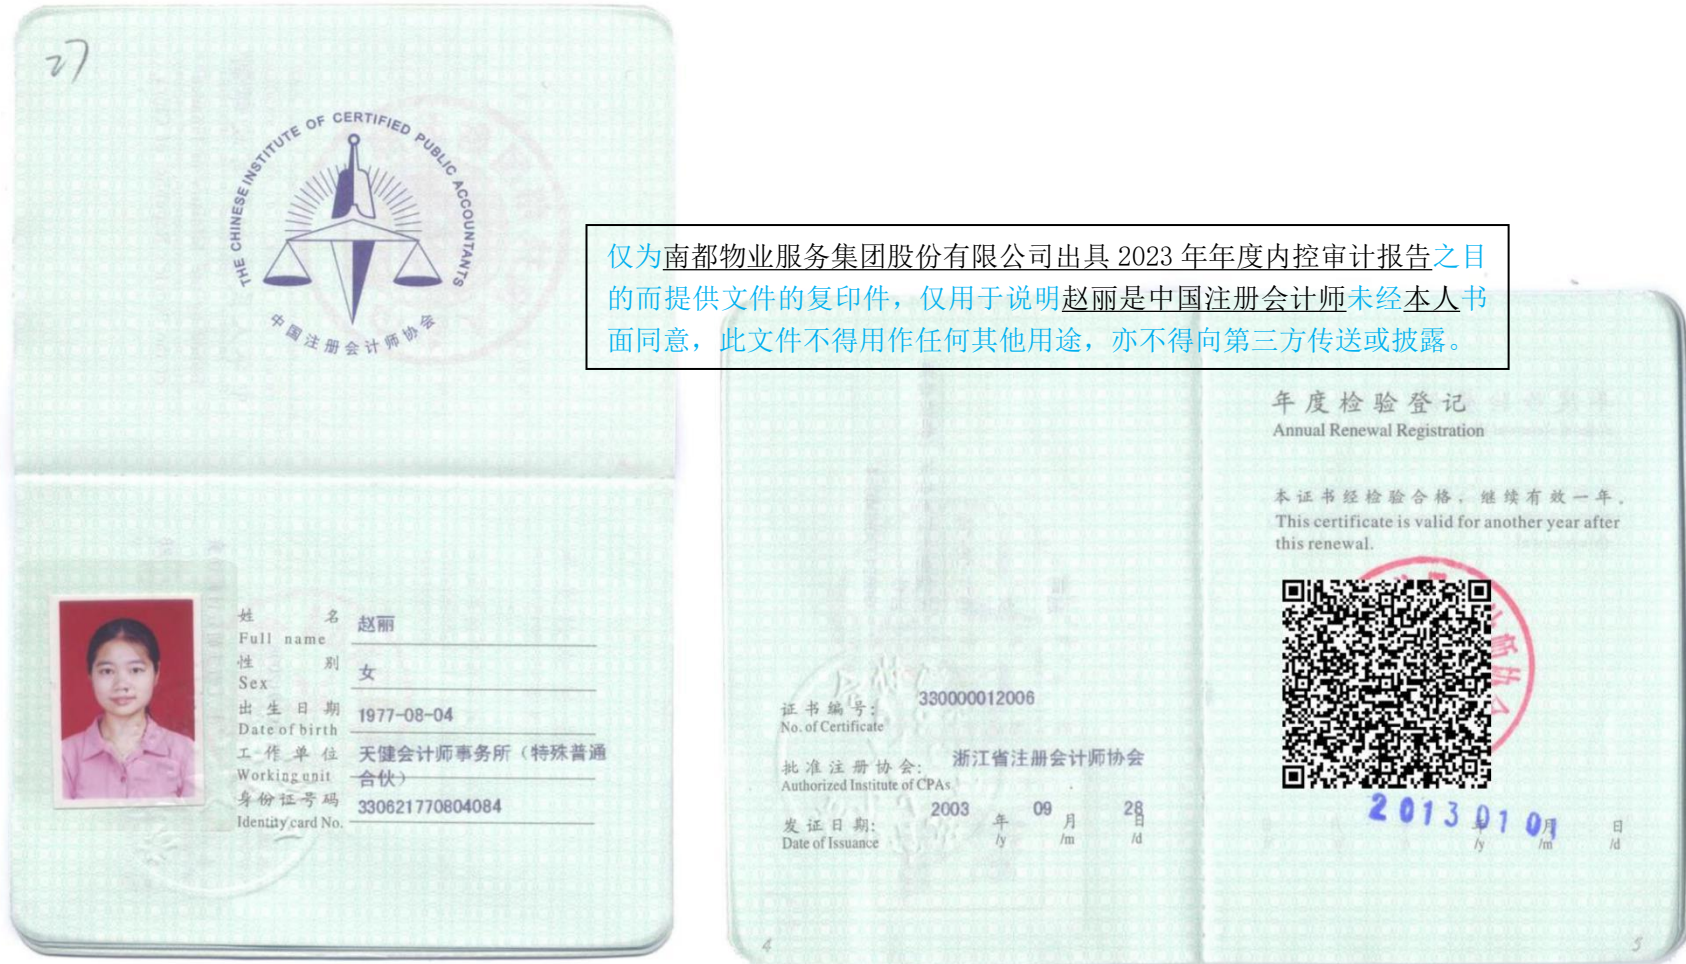 27
THE CHINESE INSTITUTE OF CERTIFIED PUBLIC ACCOUNTANTS
中国注册会计师协会
仅为南都物业服务集团股份有限公司出具 2023 年年度内控审计报告之目
的而提供文件的复印件，仅用于说明赵丽是中国注册会计师未经本人书
面同意，此文件不得用作任何其他用途，亦不得向第三方传送或披露。
姓 名 赵丽
Full name
性 别 女
Sex
出生日期 1977-08-04
Date of birth
工作单位 天健会计师事务所（特殊普通
Working unit 合伙）
身份证号码 330621770804084
Identity card No.
证书编号: 330000012006
No. of Certificate
批准注册协会: 浙江省注册会计师协会
Authorized Institute of CPAs
发证日期: 2003 年 09 月 28 日
Date of Issuance /y /m /d
4
年度检验登记
Annual Renewal Registration
本证书经检验合格，继续有效一年。
This certificate is valid for another year after
this renewal.
2013 01 01
年 月 日
/y /m /d
5